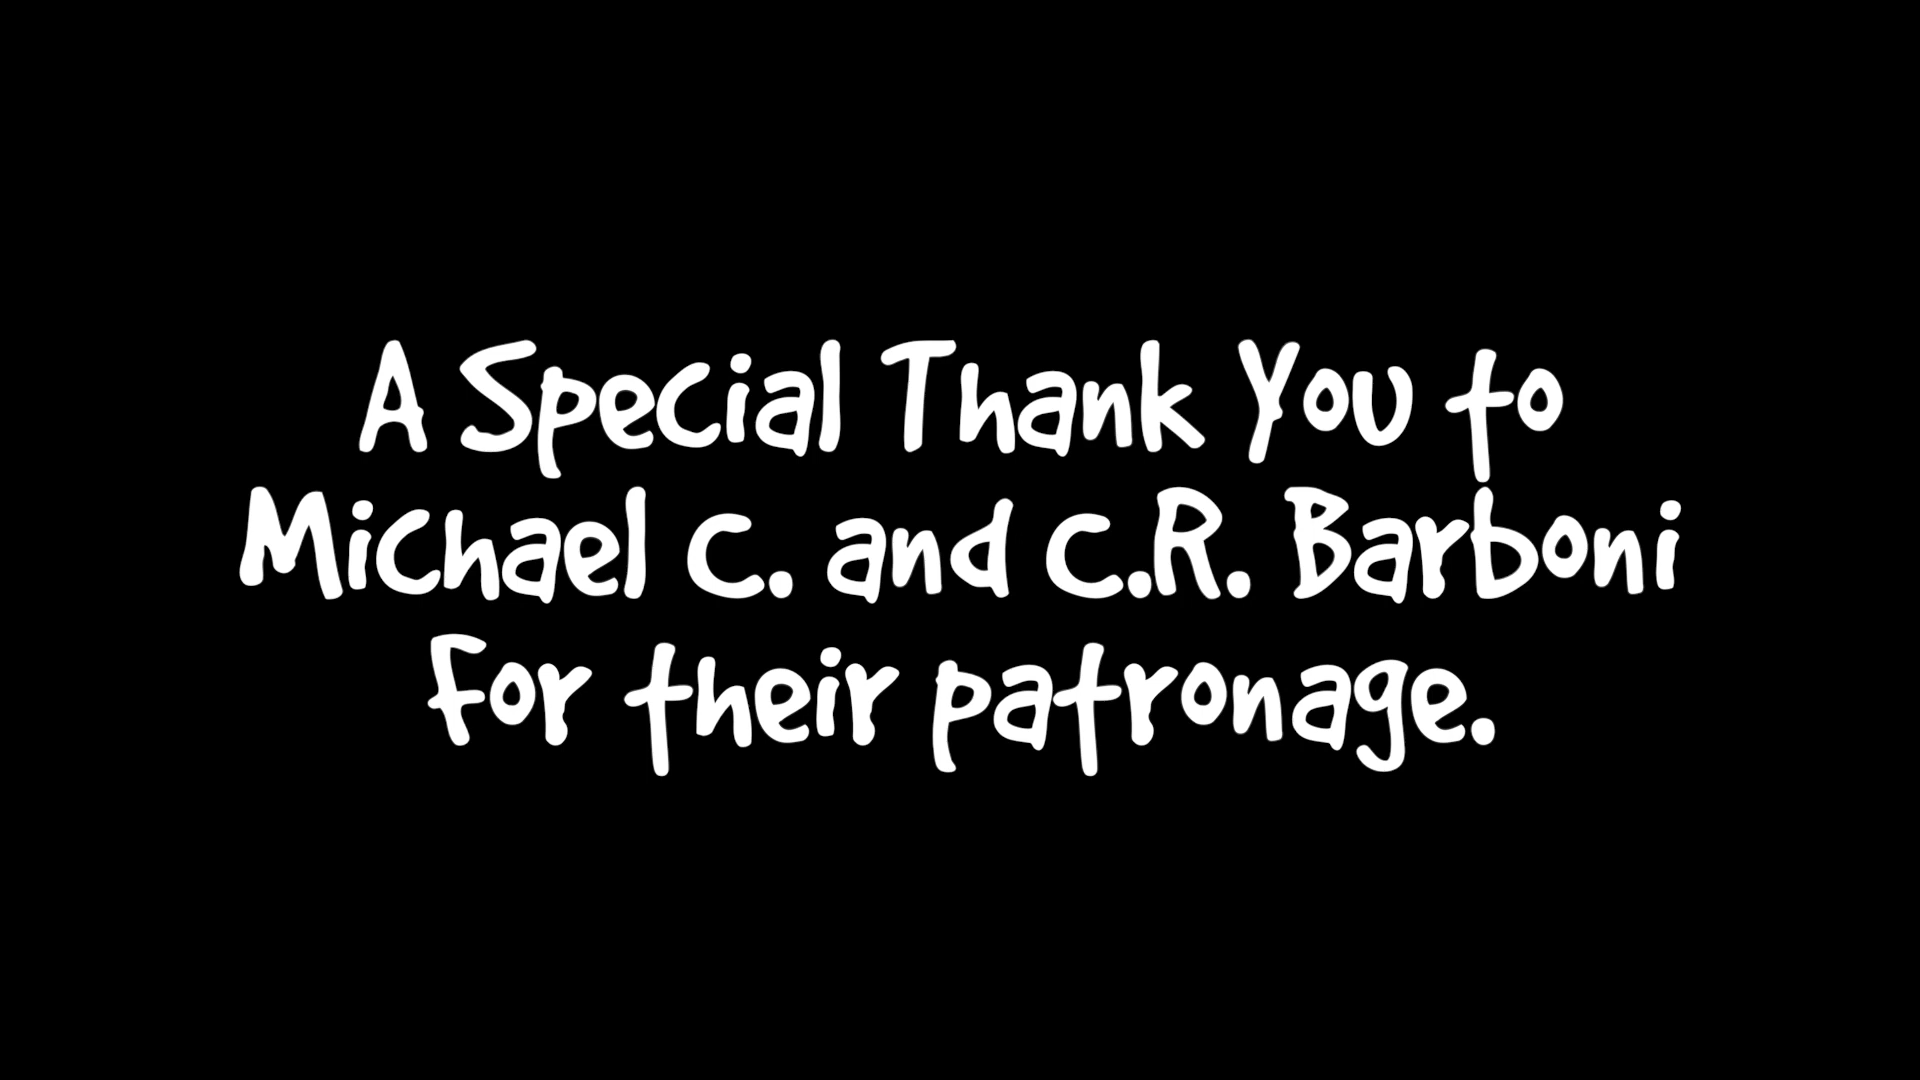 A Special Thank You to
Michael C. and C.R. Barboni
for their patronage.